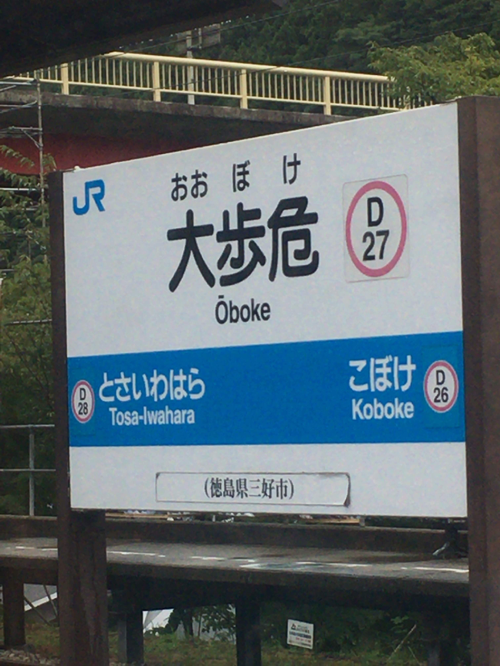 JR
おおぼけ
大歩危
D
27
Ōboke
D
28
とさいわはら
Tosa-Iwahara
こぼけ
Koboke
D
26
(徳島県三好市)